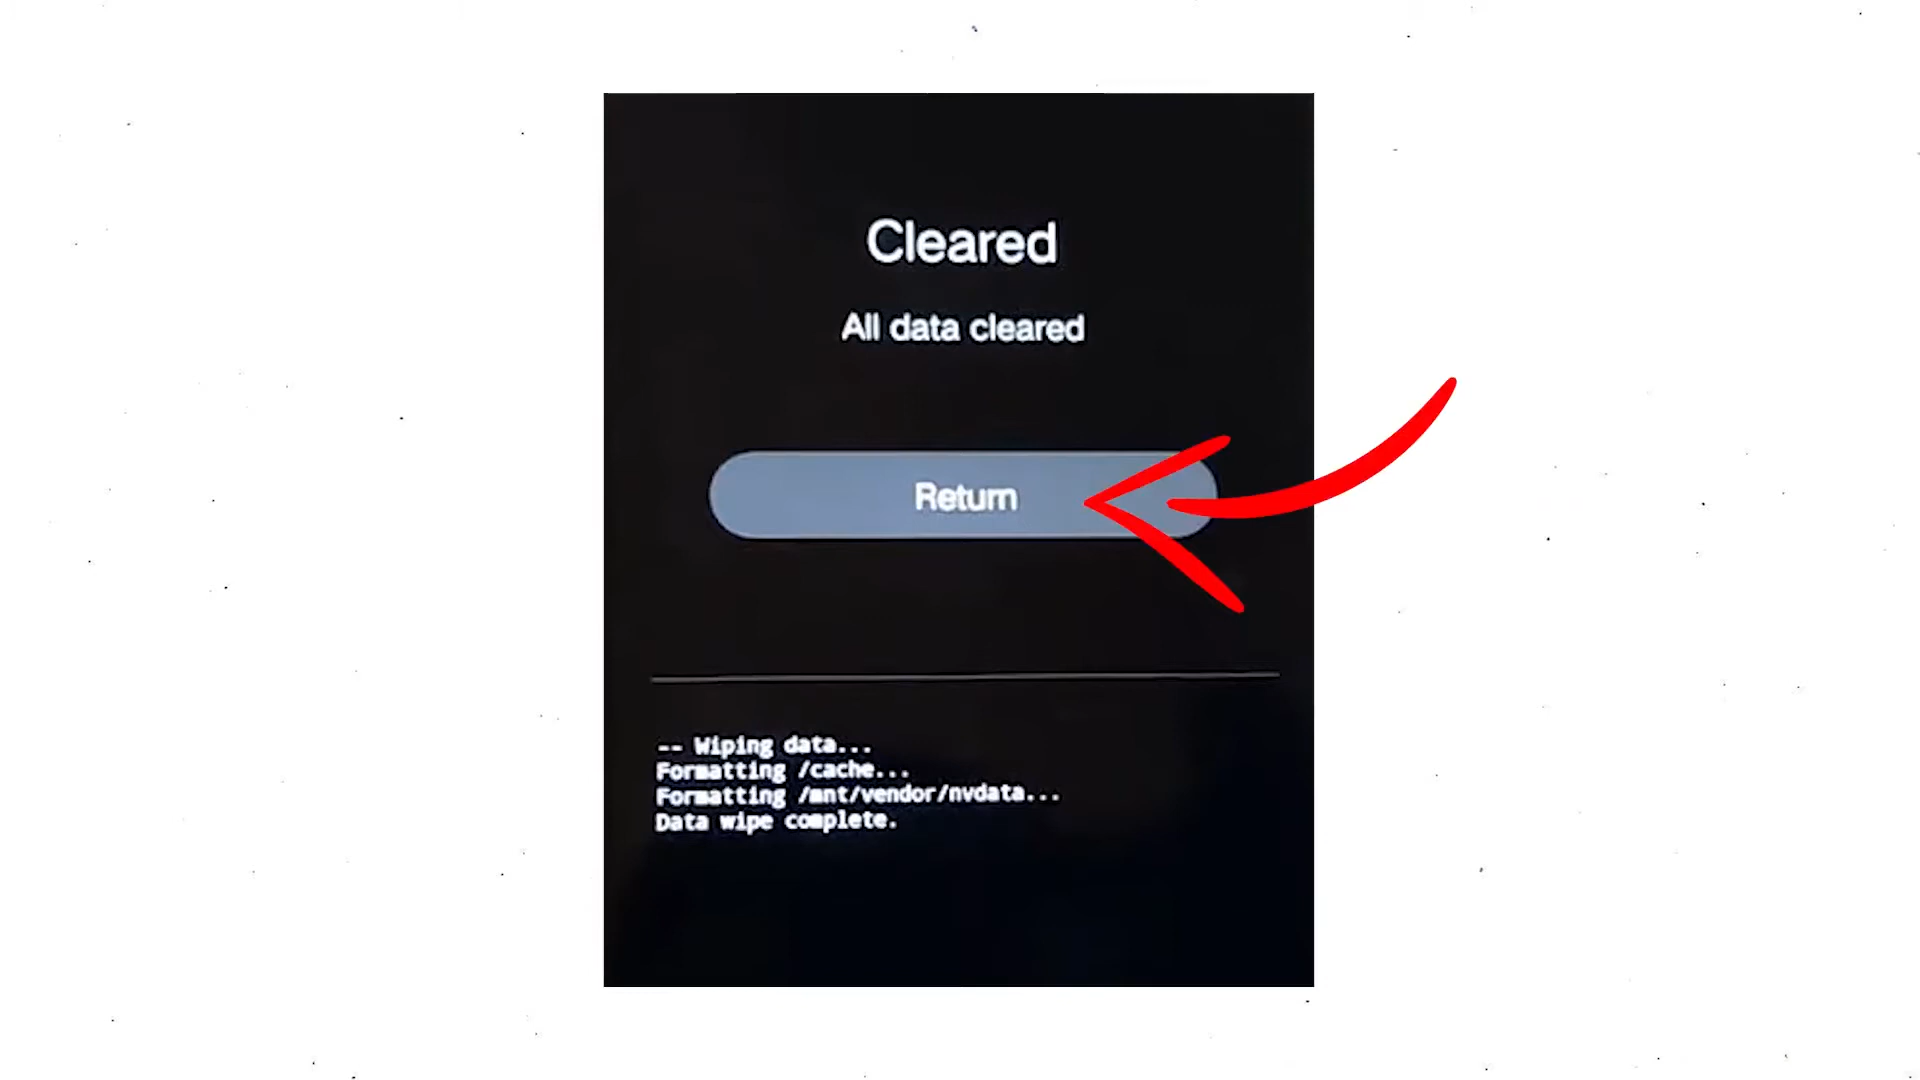 Cleared
All data cleared
Return
-- Wiping data...
Formatting /cache...
Formatting /mnt/vendor/nvdata...
Data wipe complete.